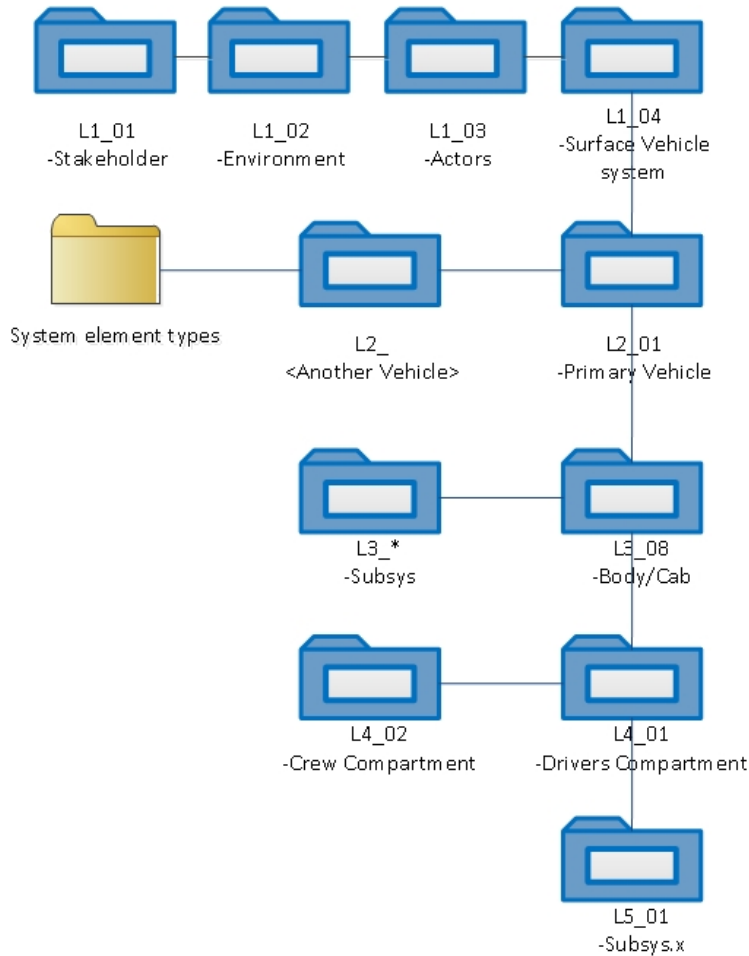 L1_01
-Stakeholder
L1_02
-Environment
L1_03
-Actors
L1_04
-Surface Vehicle
system
System element types
L2_
<Another Vehicle>
L2_01
-Primary Vehicle
L3_*
-Subsys
L3_08
-Body/Cab
L4_02
-Crew Compartment
L4_01
-Drivers Compartment
L5_01
-Subsys.x